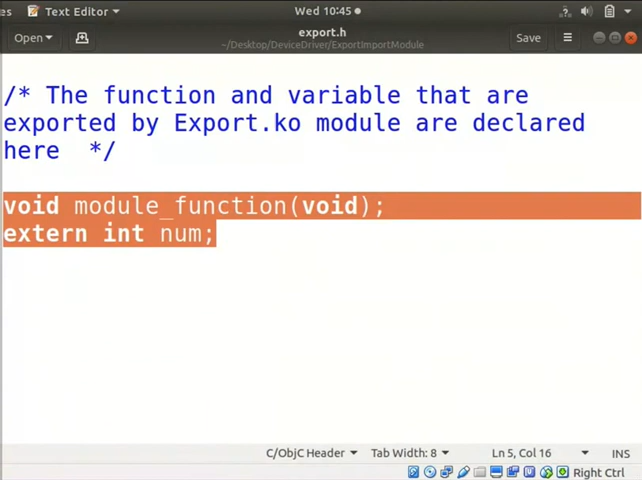 es Text Editor Wed 10:45
Open export.h Save
~/Desktop/DeviceDriver/ExportImportModule
/* The function and variable that are
exported by Export.ko module are declared
here */
void module_function(void);
extern int num;
C/ObjC Header Tab Width: 8 Ln 5, Col 16 INS
Right Ctrl